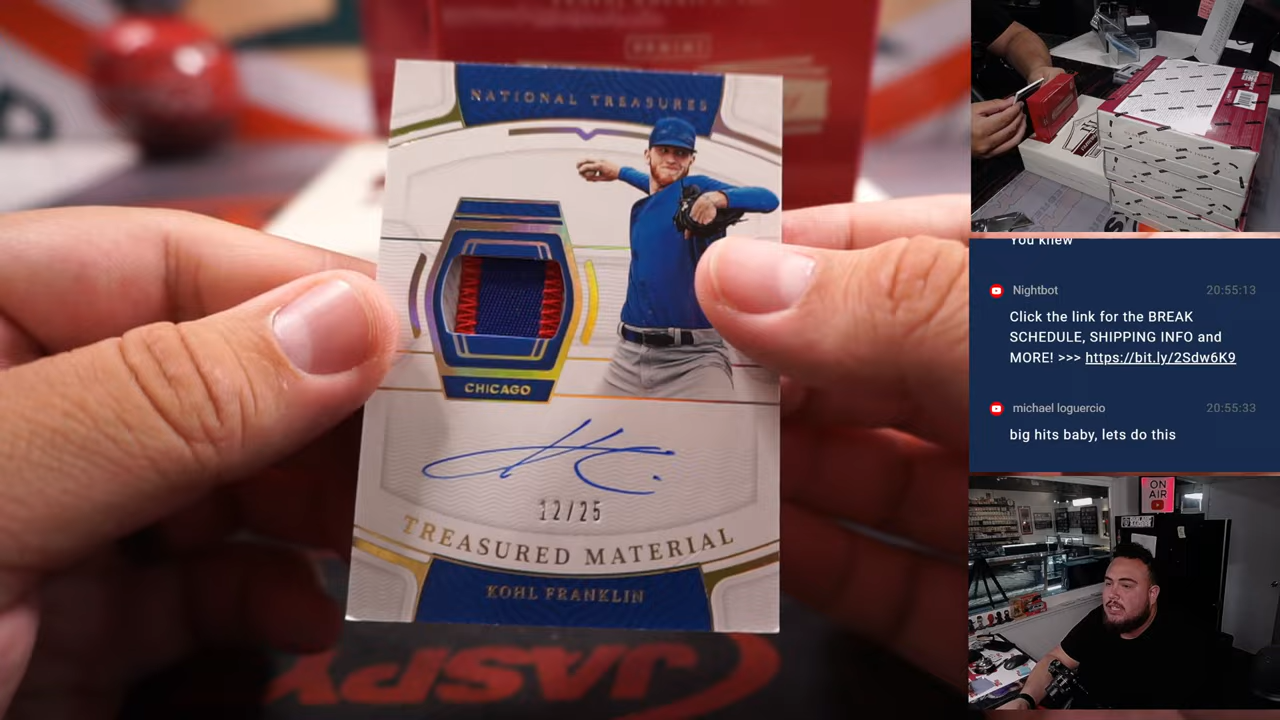 PANINI
NATIONAL TREASURES
CHICAGO
12/25
TREASURED MATERIAL
KOHL FRANKLIN
JASPY
You knew
Nightbot 20:55:13
Click the link for the BREAK
SCHEDULE, SHIPPING INFO and
MORE! >>> https://bit.ly/2Sdw6K9
michael loguercio 20:55:33
big hits baby, lets do this
ON
AIR